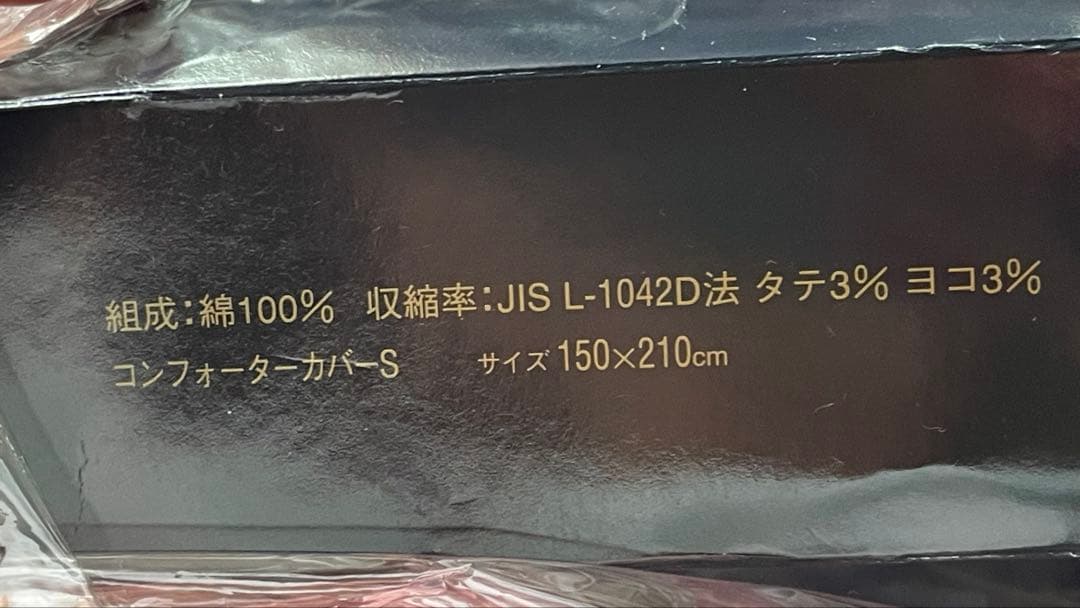 組成：綿100％ 収縮率：JIS L-1042D法 タテ3％ ヨコ3％
コンフォーターカバーS サイズ 150×210cm